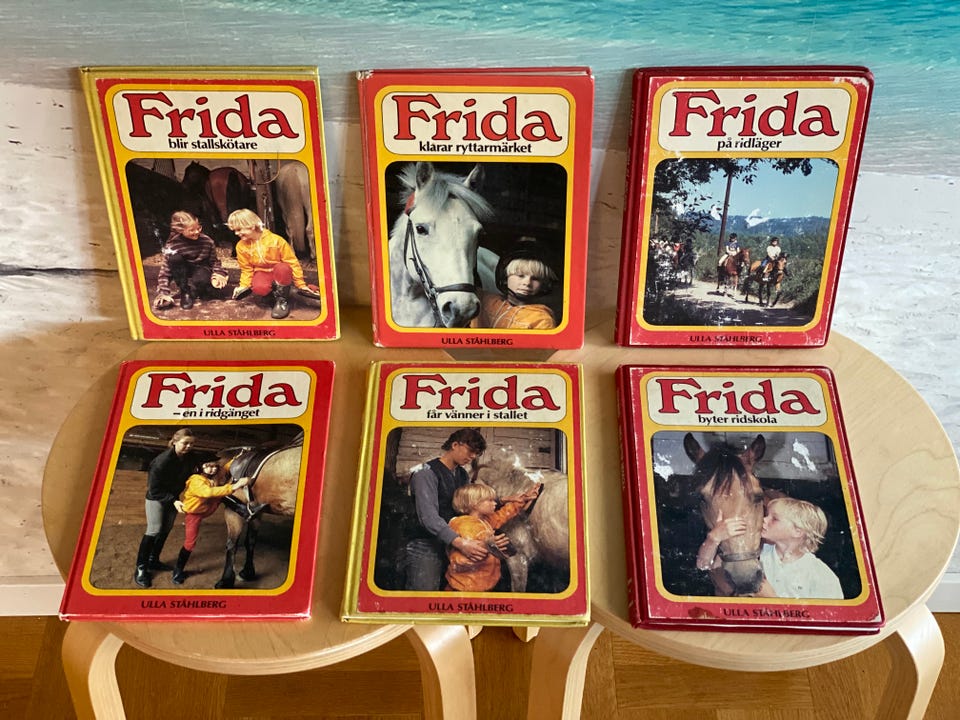 Frida
blir stallskötare
ULLA STÅHLBERG
Frida
klarar ryttarmärket
ULLA STÅHLBERG
Frida
på ridläger
ULLA STÅHLBERG
Frida
– en i ridgänget
ULLA STÅHLBERG
Frida
får vänner i stallet
ULLA STÅHLBERG
Frida
byter ridskola
ULLA STÅHLBERG